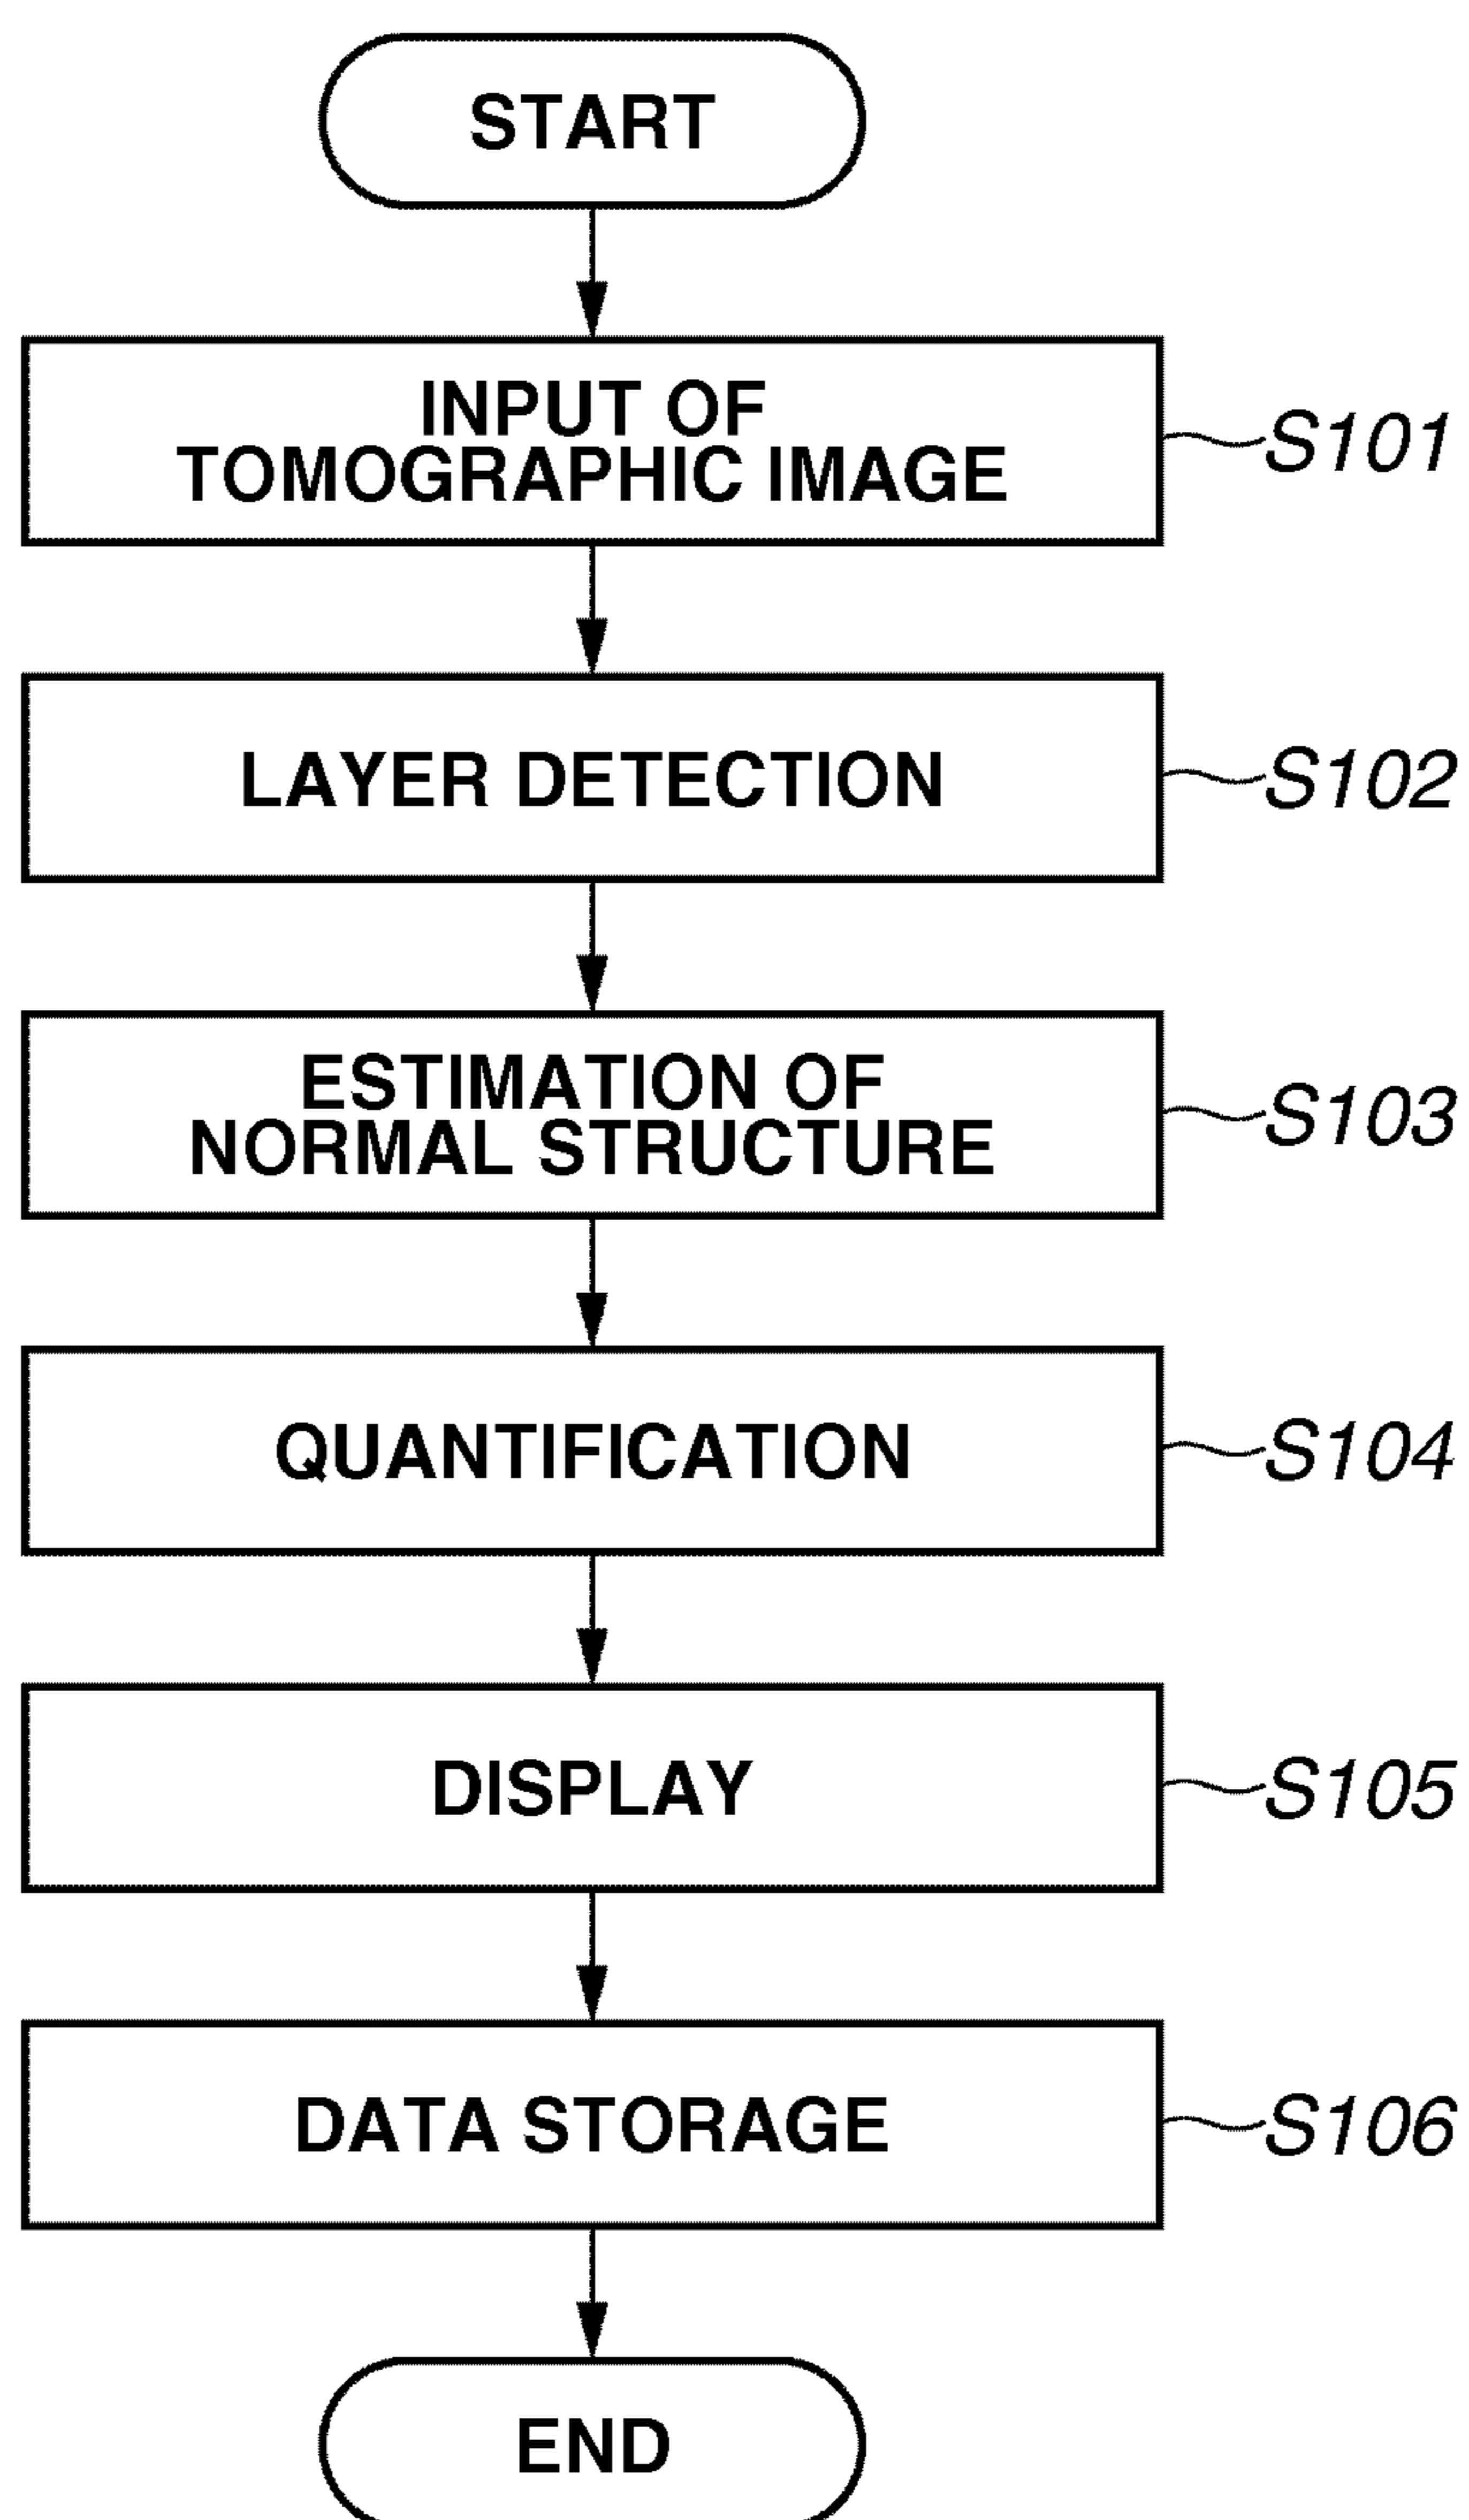 START
INPUT OF
TOMOGRAPHIC IMAGE
S101
LAYER DETECTION
S102
ESTIMATION OF
NORMAL STRUCTURE
S103
QUANTIFICATION
S104
DISPLAY
S105
DATA STORAGE
S106
END